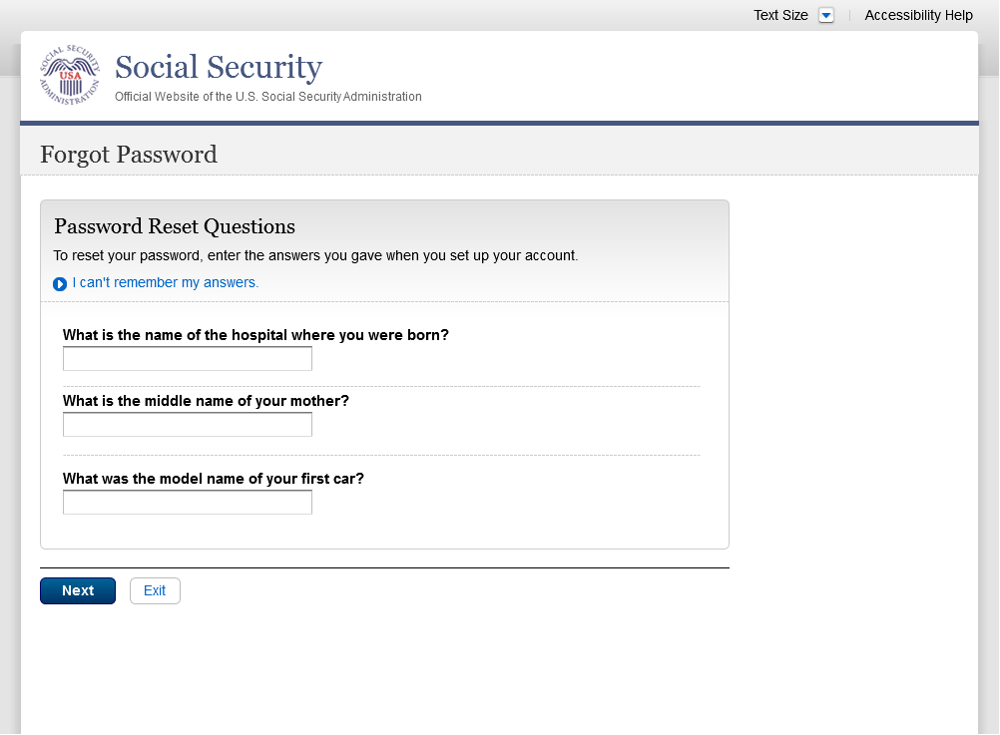 Text Size
Accessibility Help
SOCIAL SECURITY ADMINISTRATION
USA
Social Security
Official Website of the U.S. Social Security Administration
Forgot Password
Password Reset Questions
To reset your password, enter the answers you gave when you set up your account.
I can't remember my answers.
What is the name of the hospital where you were born?
What is the middle name of your mother?
What was the model name of your first car?
Next
Exit